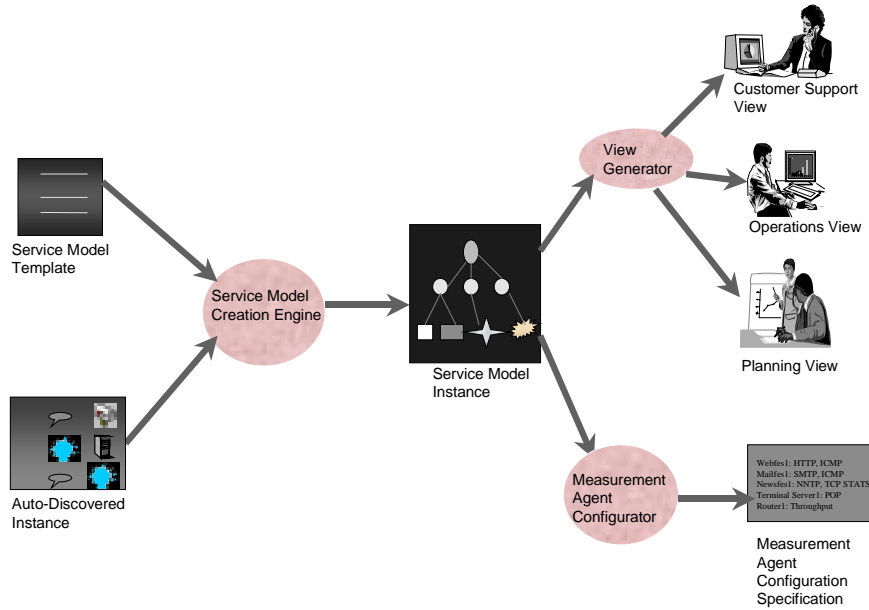 Customer Support
View
View
Generator
Operations View
Service Model
Template
Service Model
Creation Engine
Planning View
Service Model
Instance
Auto-Discovered
Instance
Measurement
Agent
Configurator
Webfes1: HTTP, ICMP
Mailfes1: SMTP, ICMP
Newsfes1: NNTP, TCP STATS
Terminal Server1: POP
Router1: Throughput
Measurement
Agent
Configuration
Specification